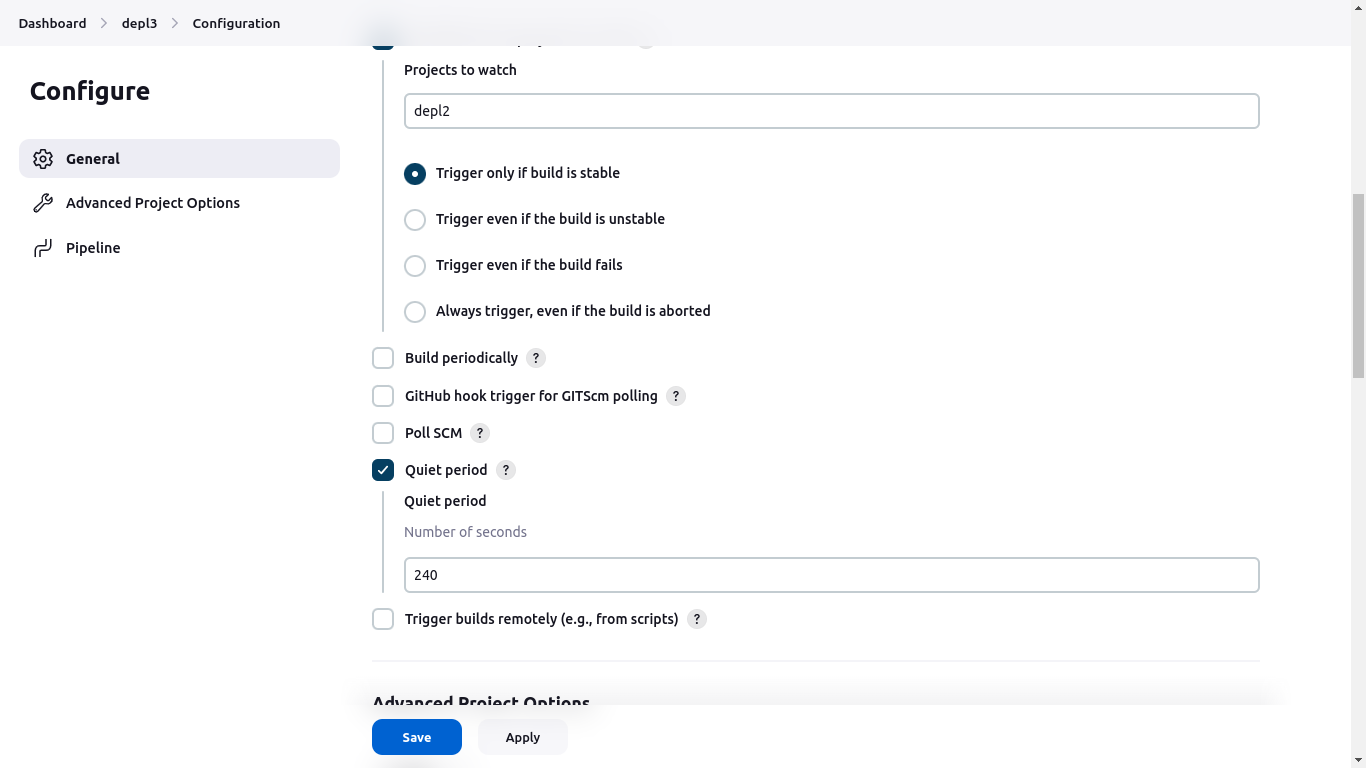 Dashboard > depl3 > Configuration
Configure
General
Advanced Project Options
Pipeline
Projects to watch
depl2
Trigger only if build is stable
Trigger even if the build is unstable
Trigger even if the build fails
Always trigger, even if the build is aborted
Build periodically ?
GitHub hook trigger for GITScm polling ?
Poll SCM ?
Quiet period ?
Quiet period
Number of seconds
240
Trigger builds remotely (e.g., from scripts) ?
Advanced Project Options
Save Apply